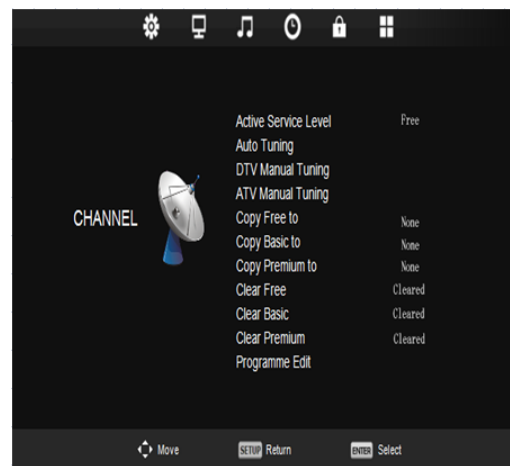 CHANNEL
Active Service Level Free
Auto Tuning
DTV Manual Tuning
ATV Manual Tuning
Copy Free to None
Copy Basic to None
Copy Premium to None
Clear Free Cleared
Clear Basic Cleared
Clear Premium Cleared
Programme Edit
Move SETUP Return ENTER Select